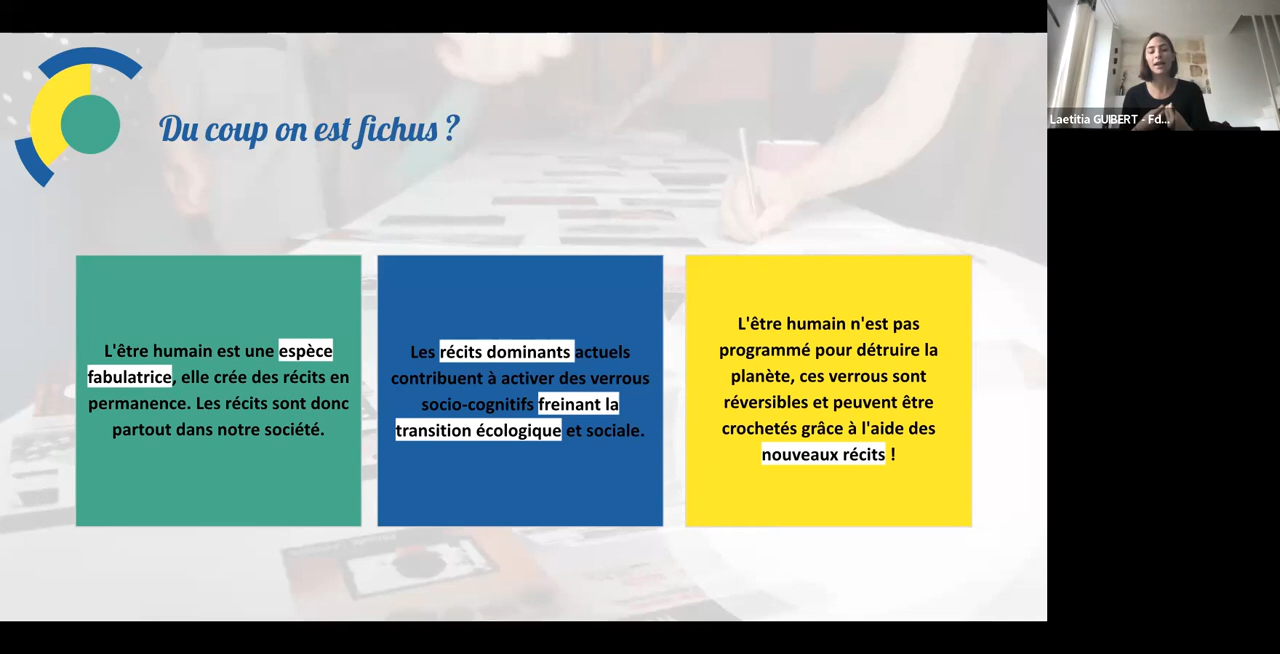 Du coup on est fichus ?
L'être humain est une espèce
fabulatrice, elle crée des récits en
permanence. Les récits sont donc
partout dans notre société.
Les récits dominants actuels
contribuent à activer des verrous
socio-cognitifs freinant la
transition écologique et sociale.
L'être humain n'est pas
programmé pour détruire la
planète, ces verrous sont
réversibles et peuvent être
crochetés grâce à l'aide des
nouveaux récits !
Laetitia GUIBERT - Fd...